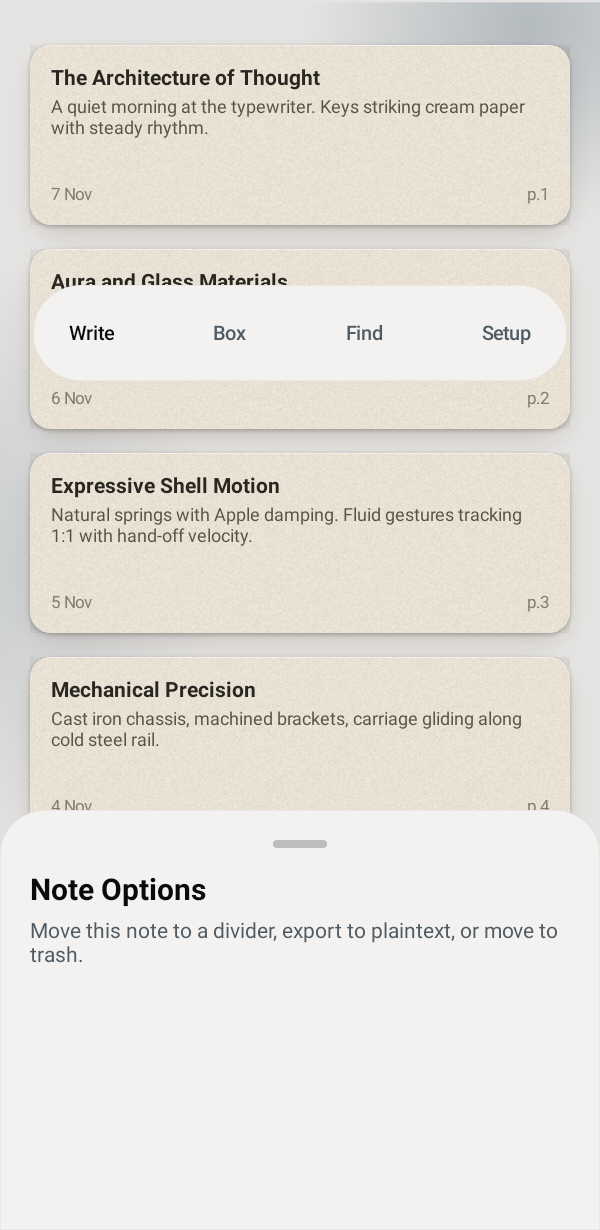 The Architecture of Thought
A quiet morning at the typewriter. Keys striking cream paper
with steady rhythm.
7 Nov p.1
Aura and Glass Materials
Write Box Find Setup
6 Nov p.2
Expressive Shell Motion
Natural springs with Apple damping. Fluid gestures tracking
1:1 with hand-off velocity.
5 Nov p.3
Mechanical Precision
Cast iron chassis, machined brackets, carriage gliding along
cold steel rail.
4 Nov p.4
Note Options
Move this note to a divider, export to plaintext, or move to
trash.